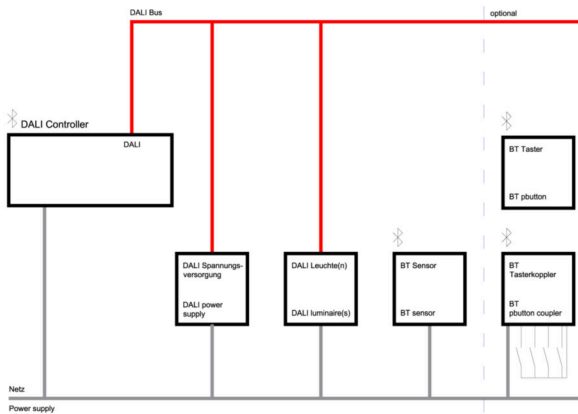 DALI Bus
optional
DALI Controller
DALI
BT Taster
BT pbutton
DALI Spannungs-
versorgung
DALI power
supply
DALI Leuchte(n)
DALI luminaire(s)
BT Sensor
BT sensor
BT
Tasterkoppler
BT
pbutton coupler
Netz
Power supply